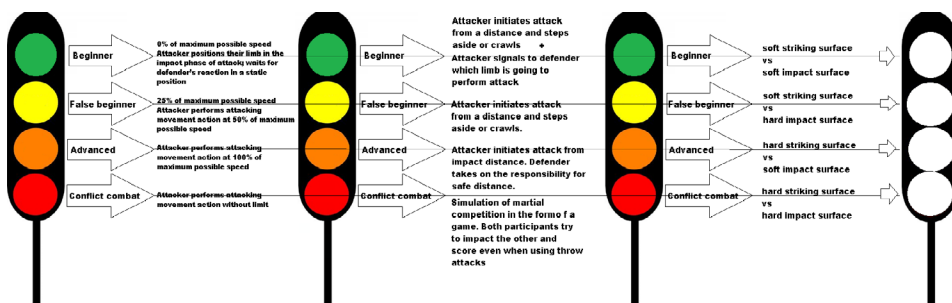 Beginner
0% of maximum possible speed
Attacker positions their limb in the
impact phase of attack; waits for
defender's reaction in a static
position
False beginner
25% of maximum possible speed
Attacker performs attacking
movement action at 50% of maximum
possible speed
Advanced
Attacker performs attacking
movement action at 100% of
maximum possible speed
Conflict combat
Attacker performs attacking
movement action without limit
Beginner
Attacker initiates attack
from a distance and steps
aside or crawls
+
Attacker signals to defender
which limb is going to
perform attack
False beginner
Attacker initiates attack
from a distance and steps
aside or crawls.
Advanced
Attacker initiates attack from
impact distance. Defender
takes on the responsibility for
safe distance.
Conflict combat
Simulation of martial
competition in the formo f a
game. Both participants try
to impact the other and
score even when using throw
attacks
Beginner
soft striking surface
vs
soft impact surface
False beginner
soft striking surface
vs
hard impact surface
Advanced
hard striking surface
vs
soft impact surface
Conflict combat
hard striking surface
vs
hard impact surface